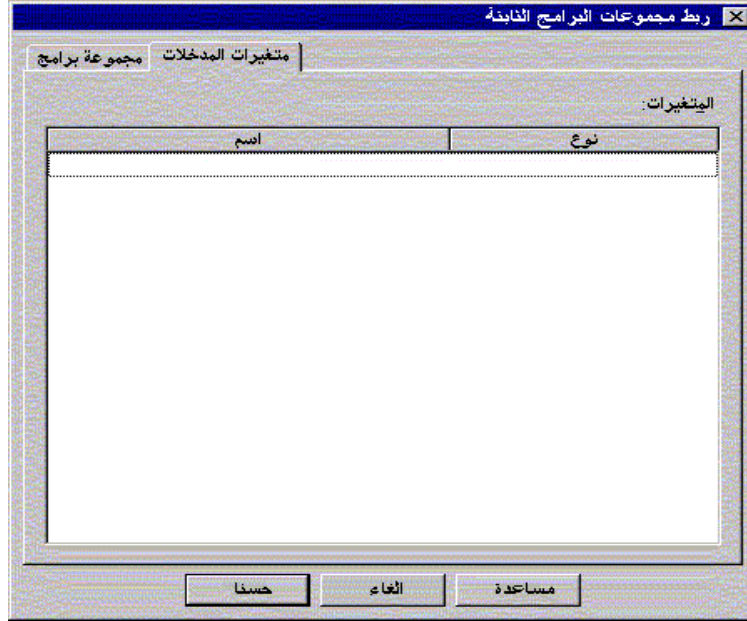 ربط مجموعات البرامج الثابتة
متغيرات المدخلات مجموعة برامج
المتغيرات:
نوع اسم
مساعدة الغاء حسنا